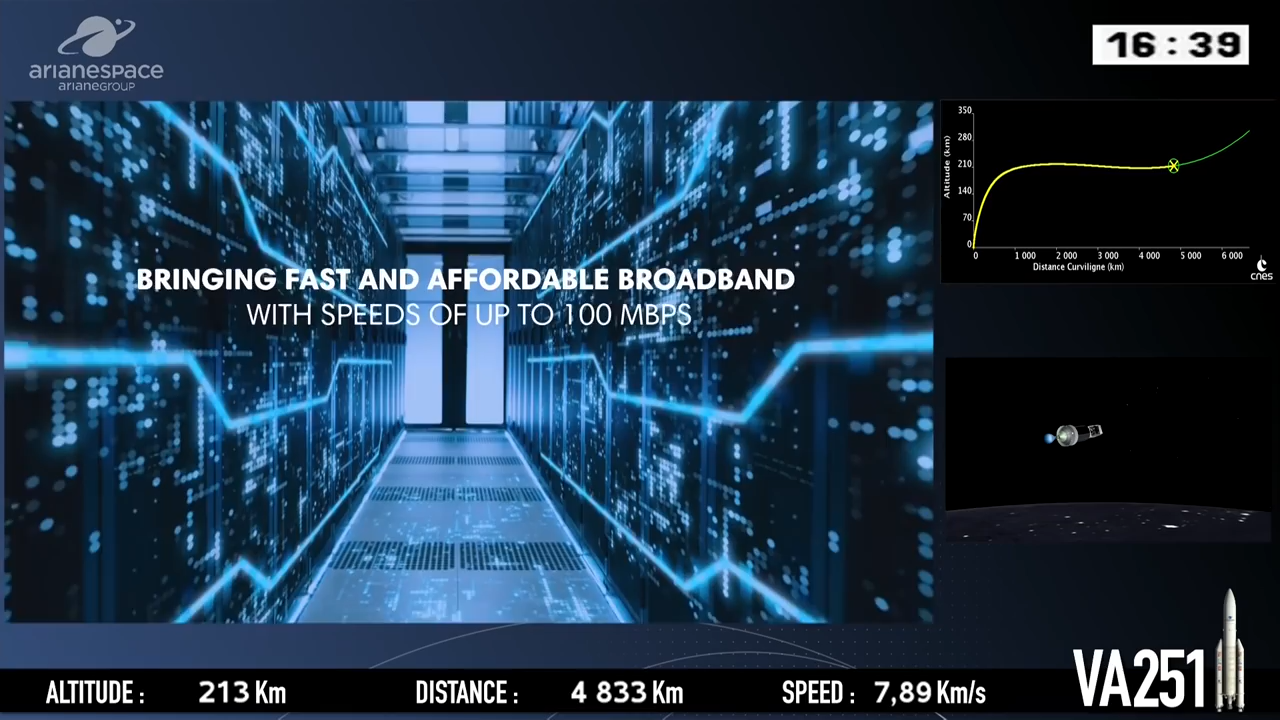 arianespace
arianeGROUP
16 : 39
BRINGING FAST AND AFFORDABLE BROADBAND
WITH SPEEDS OF UP TO 100 MBPS
350
280
210
140
70
0
Altitude (km)
0 1 000 2 000 3 000 4 000 5 000 6 000
Distance Curviligne (km)
cnes
VA251
ALTITUDE : 213 Km DISTANCE : 4 833 Km SPEED : 7,89 Km/s